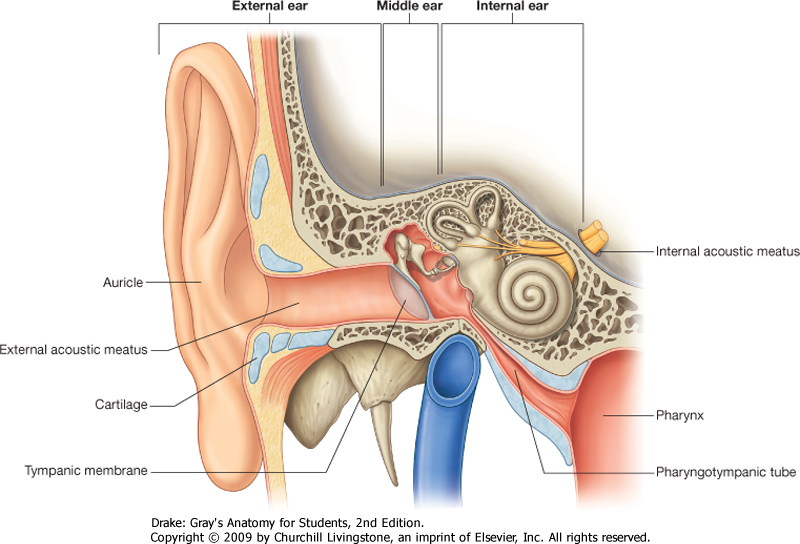 External ear
Middle ear
Internal ear
Internal acoustic meatus
Auricle
External acoustic meatus
Cartilage
Pharynx
Tympanic membrane
Pharyngotympanic tube
Drake: Gray's Anatomy for Students, 2nd Edition.
Copyright © 2009 by Churchill Livingstone, an imprint of Elsevier, Inc. All rights reserved.